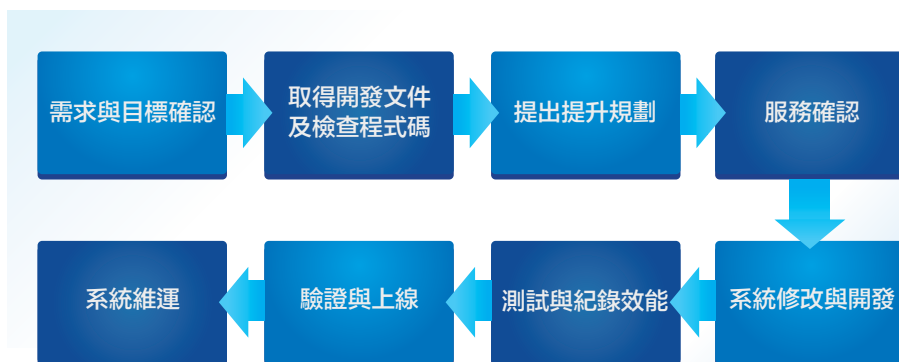 需求與目標確認
取得開發文件
及檢查程式碼
提出提升規劃
服務確認
系統修改與開發
測試與紀錄效能
驗證與上線
系統維運